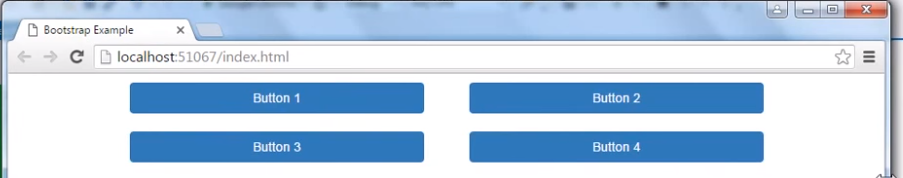 Bootstrap Example
localhost:51067/index.html
Button 1 Button 2
Button 3 Button 4